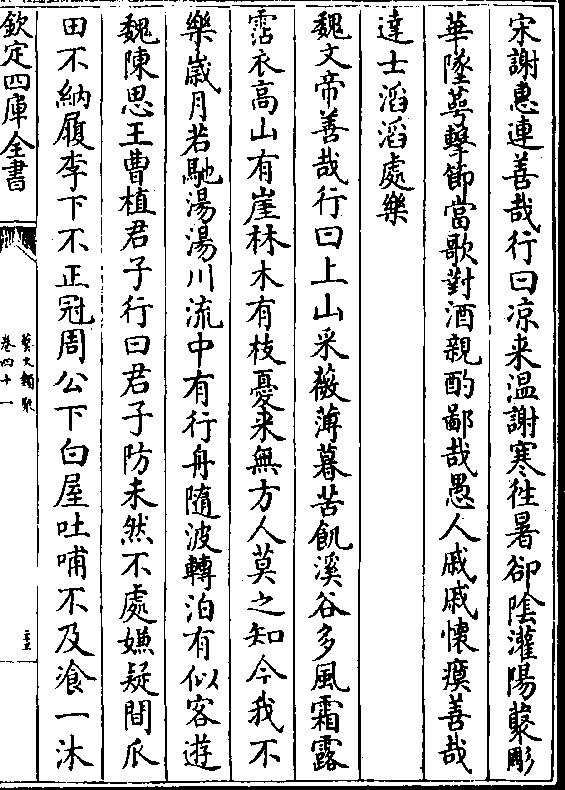 宋謝惠連善哉行曰凉来温謝寒徃暑卻陰灌陽藂彫
華墜萼擊節當歌對酒親酌鄙哉愚人戚戚懷瘼善哉
達士滔滔處樂
魏文帝善哉行曰上山采薇薄暮苦飢溪谷多風霜露
霑衣高山有崖林木有枝憂来無方人莫之知今我不
樂歲月若馳湯湯川流中有行舟隨波轉泊有似客遊
魏陳思王曹植君子行曰君子防未然不處嫌疑間瓜
田不納履李下不正冠周公下白屋吐哺不及飡一沐
欽定四庫全書
藝文類聚
卷四十一